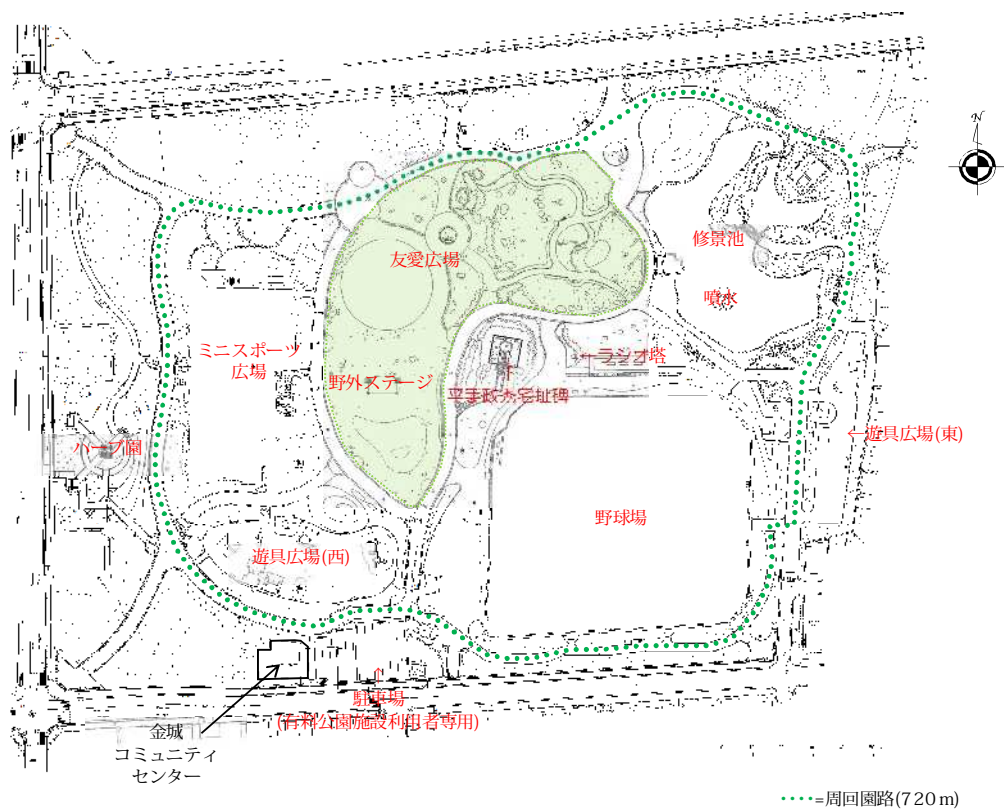 N
修景池
友愛広場
噴水
ミニスポーツ
広場
←ラジオ塔
野外ステージ
↑
平手政秀宅址碑
ハーブ園
←遊具広場(東)
野球場
遊具広場(西)
↑
駐車場
(有料公園施設利用者専用)
金城
コミュニティ
センター
·····=周回園路(720m)